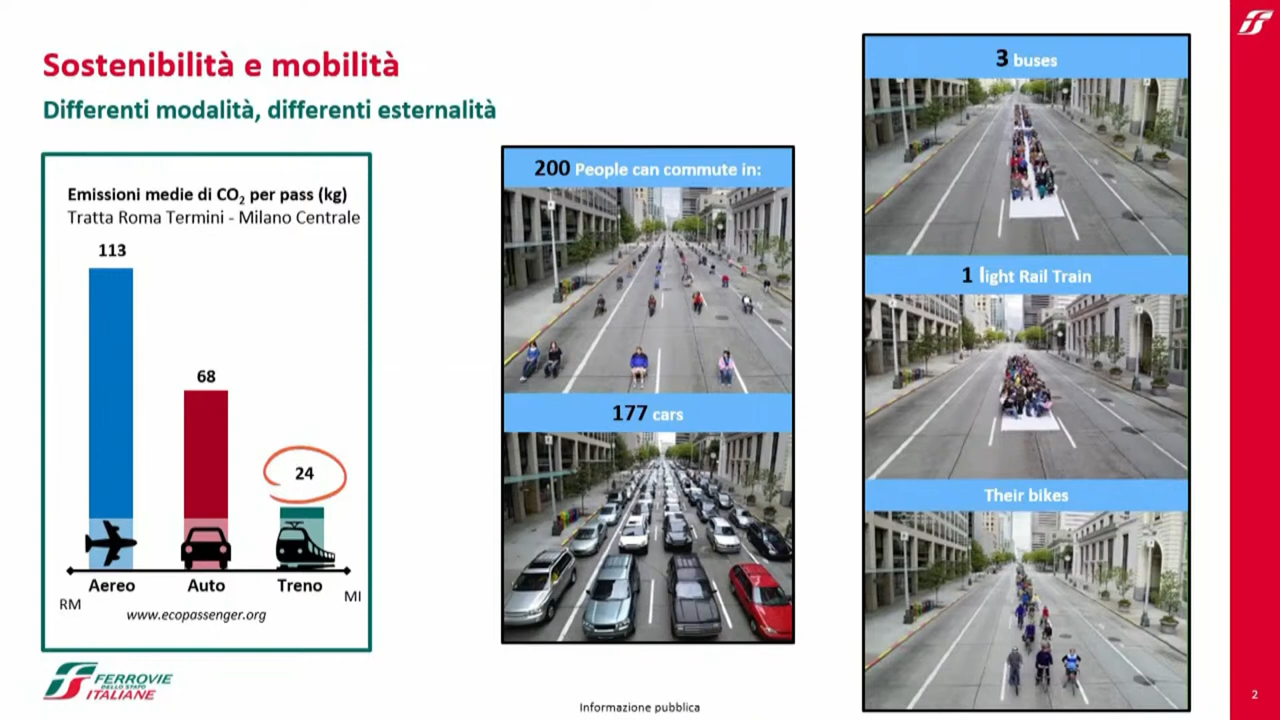 Sostenibilità e mobilità
Differenti modalità, differenti esternalità
Emissioni medie di CO₂ per pass (kg)
Tratta Roma Termini - Milano Centrale
113
68
24
Aereo
Auto
Treno
RM
MI
www.ecopassenger.org
200 People can commute in:
177 cars
3 buses
1 light Rail Train
Their bikes
FERROVIE
DELLO STATO
ITALIANE
Informazione pubblica
2